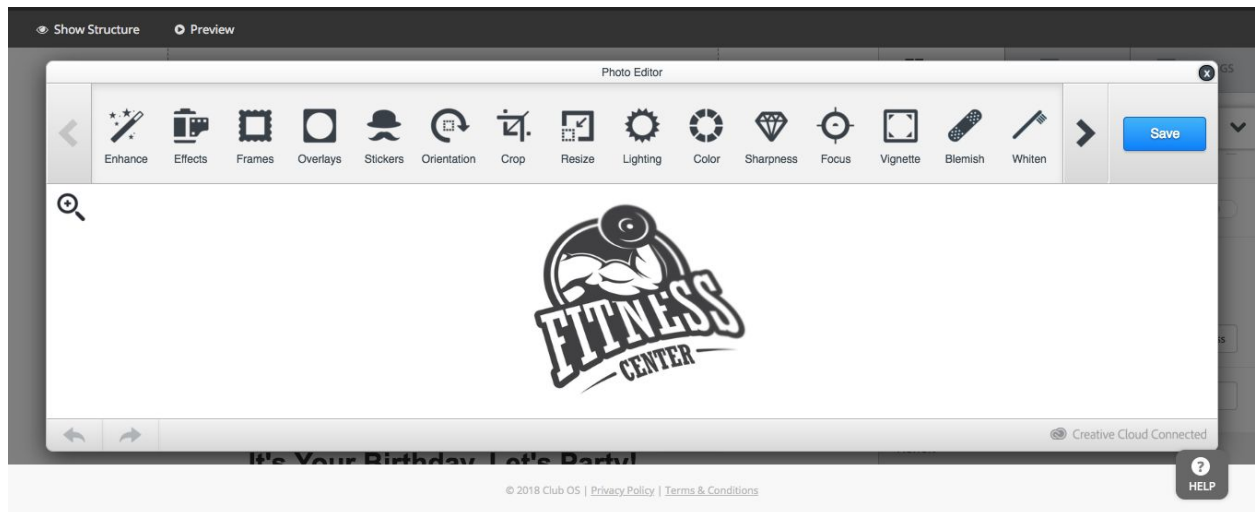 Show Structure Preview
Photo Editor
GS
Enhance Effects Frames Overlays Stickers Orientation Crop Resize Lighting Color Sharpness Focus Vignette Blemish Whiten Save
FITNESS
CENTER
Creative Cloud Connected
It's Your Birthday, Let's Party!
© 2018 Club OS | Privacy Policy | Terms & Conditions
? HELP